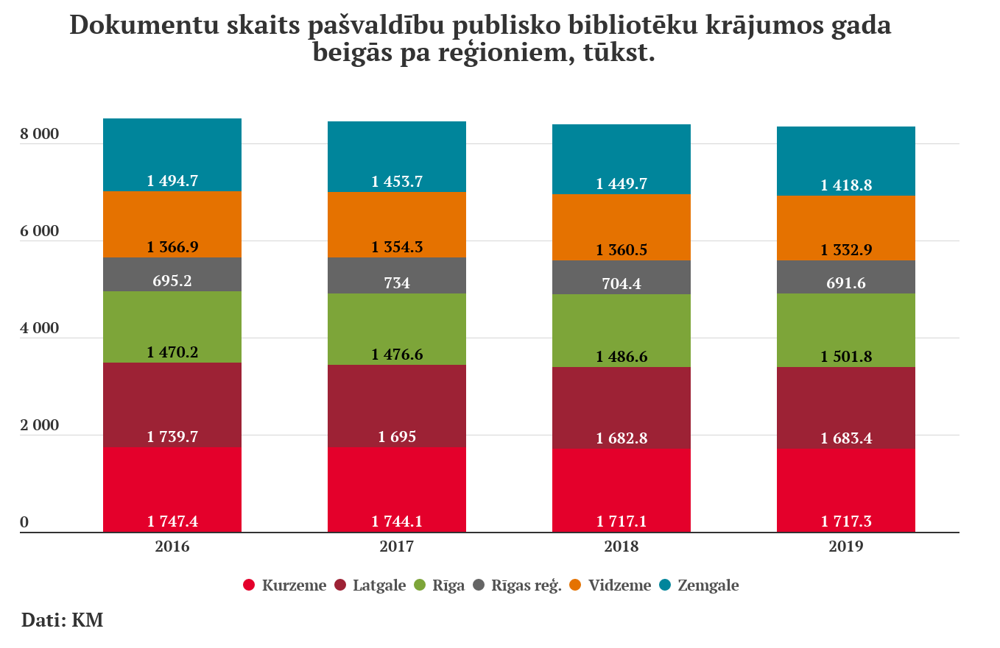 Dokumentu skaits pašvaldību publisko bibliotēku krājumos gada
beigās pa reģioniem, tūkst.
8 000
1 494.7 1 453.7 1 449.7 1 418.8
6 000
1 366.9 1 354.3 1 360.5 1 332.9
695.2 734 704.4 691.6
4 000
1 470.2 1 476.6 1 486.6 1 501.8
2 000
1 739.7 1 695 1 682.8 1 683.4
0
1 747.4 1 744.1 1 717.1 1 717.3
2016 2017 2018 2019
Kurzeme Latgale Rīga Rīgas reģ. Vidzeme Zemgale
Dati: KM